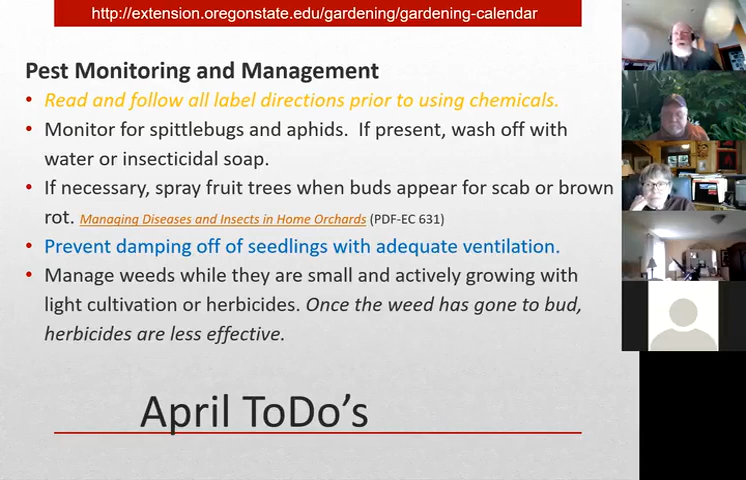 http://extension.oregonstate.edu/gardening/gardening-calendar
Pest Monitoring and Management
• Read and follow all label directions prior to using chemicals.
• Monitor for spittlebugs and aphids.  If present, wash off with
water or insecticidal soap.
• If necessary, spray fruit trees when buds appear for scab or brown
rot. Managing Diseases and Insects in Home Orchards (PDF-EC 631)
• Prevent damping off of seedlings with adequate ventilation.
• Manage weeds while they are small and actively growing with
light cultivation or herbicides. Once the weed has gone to bud,
herbicides are less effective.
April ToDo’s